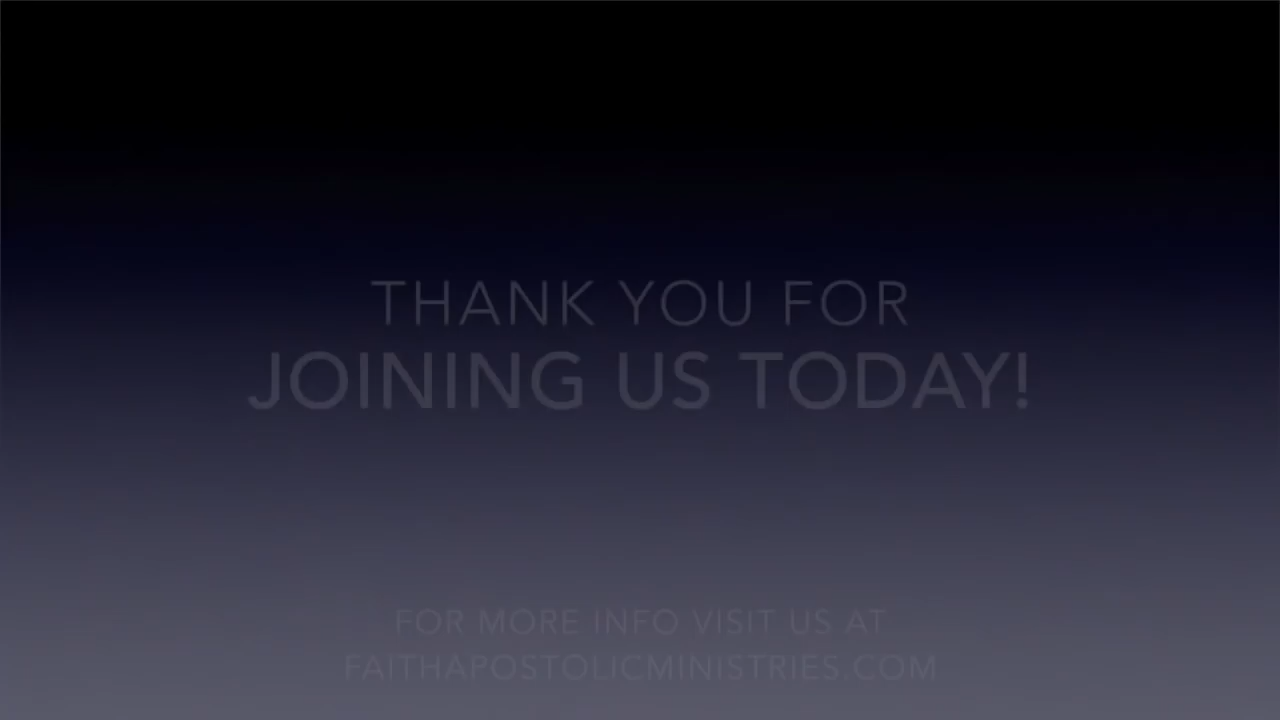 THANK YOU FOR
JOINING US TODAY!
FOR MORE INFO VISIT US AT
FAITHAPOSTOLICMINISTRIES.COM